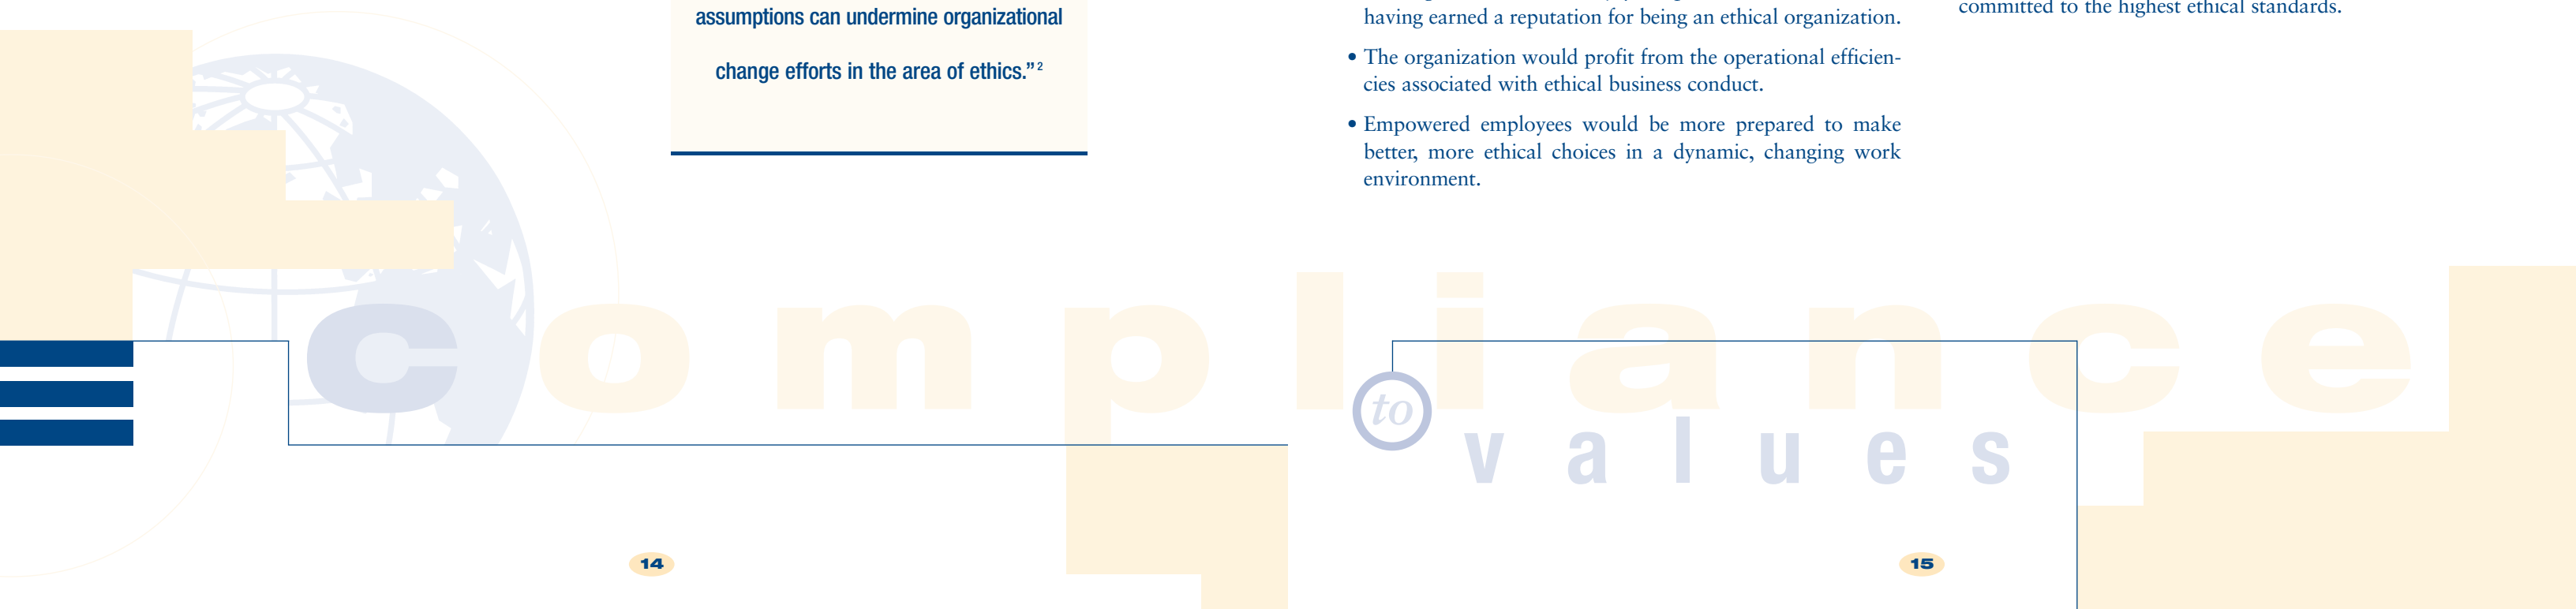 assumptions can undermine organizational
change efforts in the area of ethics.” 2
14
having earned a reputation for being an ethical organization.
• The organization would profit from the operational efficien-
cies associated with ethical business conduct.
• Empowered employees would be more prepared to make
better, more ethical choices in a dynamic, changing work
environment.
committed to the highest ethical standards.
compliance
to
values
15